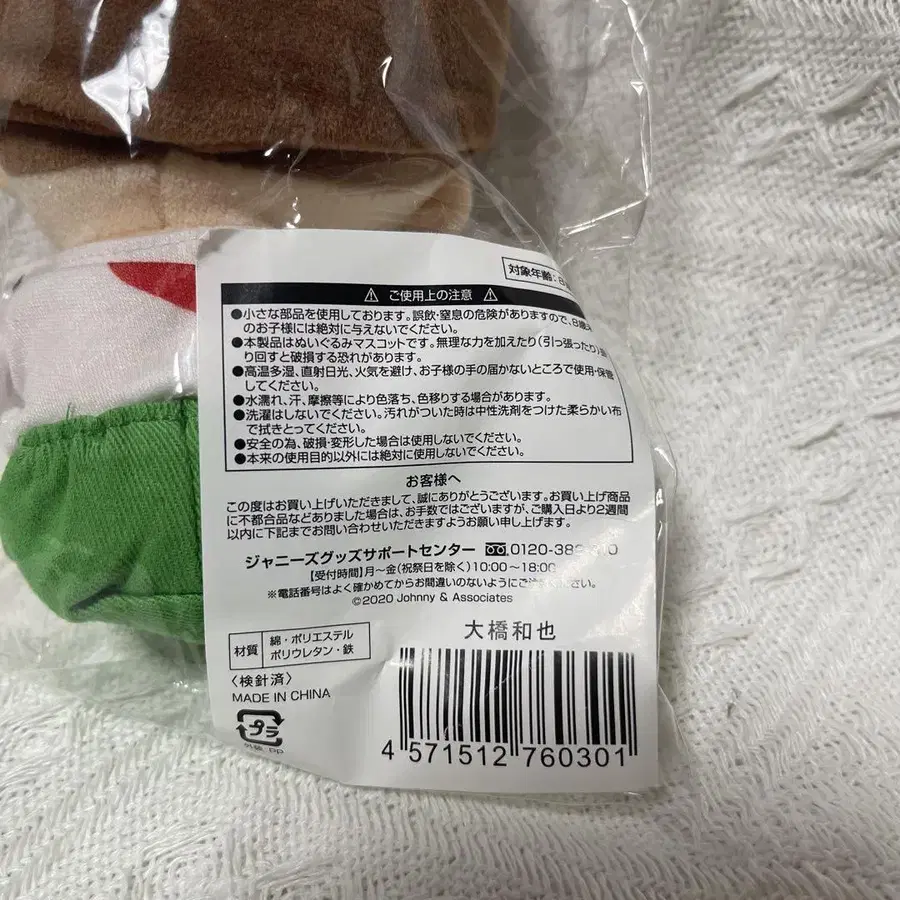 対象年齢:8
⚠ ご使用上の注意 ⚠
●小さな部品を使用しております。誤飲・窒息の危険がありますので、8歳未
のお子様には絶対に与えないでください。
●本製品はぬいぐるみマスコットです。無理な力を加えたり(引っ張ったり)
り回すと破損する恐れがあります。
●高温多湿、直射日光、火気を避け、お子様の手の届かないところで使用・保管
してください。
●水濡れ、汗、摩擦等により色落ち、色移りする場合があります。
●洗濯はしないでください。汚れがついた時は中性洗剤をつけた柔らかい布
で拭きとってください。
●安全の為、破損・変形した場合は使用しないでください。
●本来の使用目的以外には絶対に使用しないでください。
お客様へ
この度はお買い上げいただきまして、誠にありがとうございます。お買い上げ商品
に不都合品などありました場合は、お手数ではございますが、ご購入日より2週間
以内に下記までお問い合わせいただきますようお願い申し上げます。
ジャニーズグッズサポートセンター 0120-382-310
【受付時間】月~金(祝祭日を除く)10:00~18:00
※電話番号はよく確かめてからお間違いのないようにご注意ください。
©2020 Johnny & Associates
大橋和也
材質 綿・ポリエステル
ポリウレタン・鉄
〈検針済〉
MADE IN CHINA
プラ
外装:PP
4 571512 760301